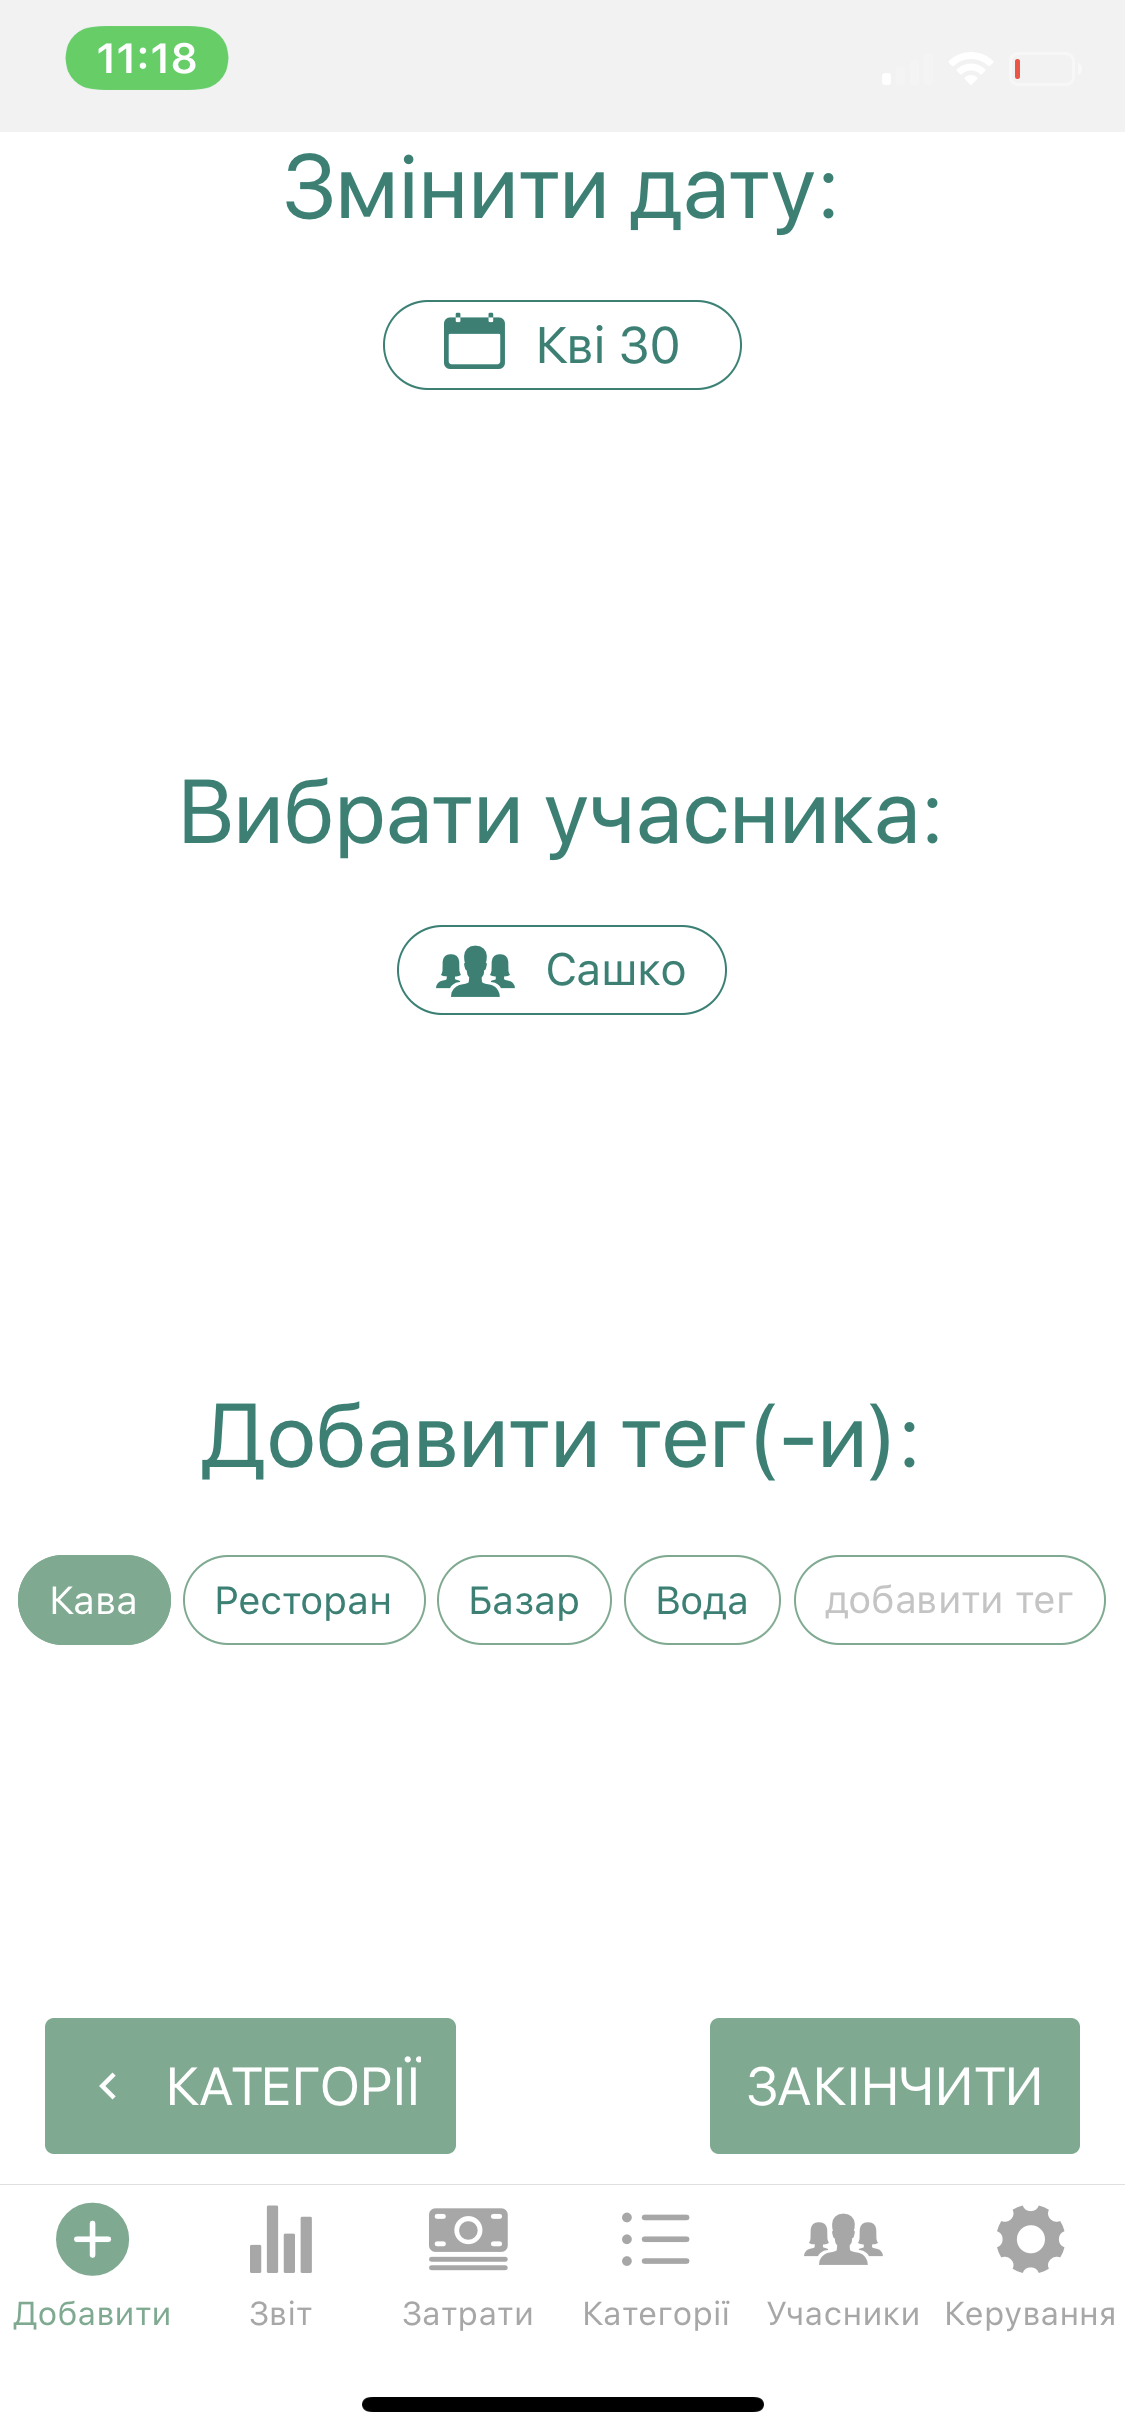 11:18
Змінити дату:
Кві 30
Вибрати учасника:
Сашко
Добавити тег(-и):
Кава Ресторан Базар Вода добавити тег
КАТЕГОРІЇ ЗАКІНЧИТИ
Добавити Звіт Затрати Категорії Учасники Керування